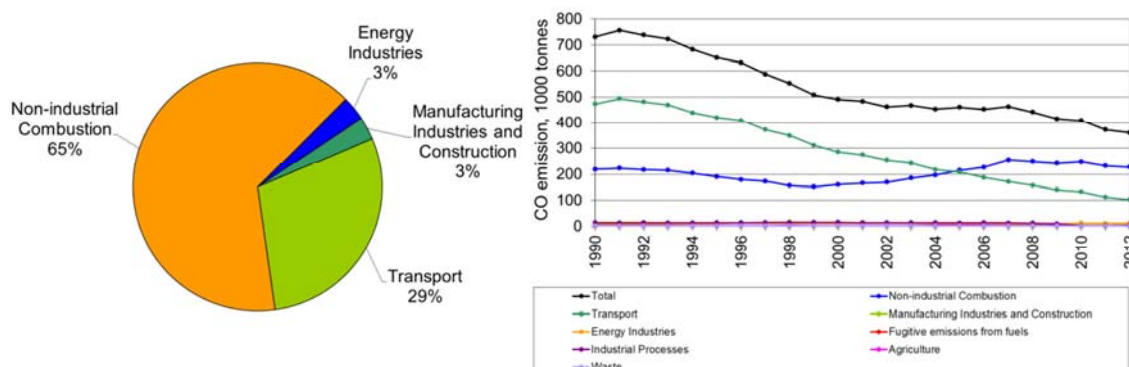 Energy
Industries
3%
Non-industrial
Combustion
65%
Manufacturing
Industries and
Construction
3%
Transport
29%
CO emission, 1000 tonnes
800
700
600
500
400
300
200
100
0
1990
1992
1994
1996
1998
2000
2002
2004
2006
2008
2010
2012
Total
Non-industrial Combustion
Transport
Manufacturing Industries and Construction
Energy Industries
Fugitive emissions from fuels
Industrial Processes
Agriculture
Waste